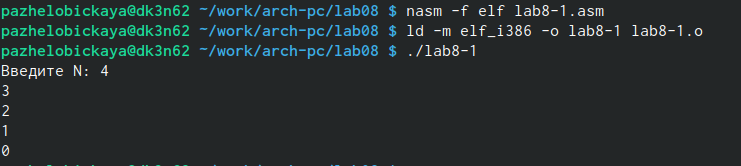 pazhelobickaya@dk3n62 ~/work/arch-pc/lab08 $ nasm -f elf lab8-1.asm
pazhelobickaya@dk3n62 ~/work/arch-pc/lab08 $ ld -m elf_i386 -o lab8-1 lab8-1.o
pazhelobickaya@dk3n62 ~/work/arch-pc/lab08 $ ./lab8-1
Введите N: 4
3
2
1
0